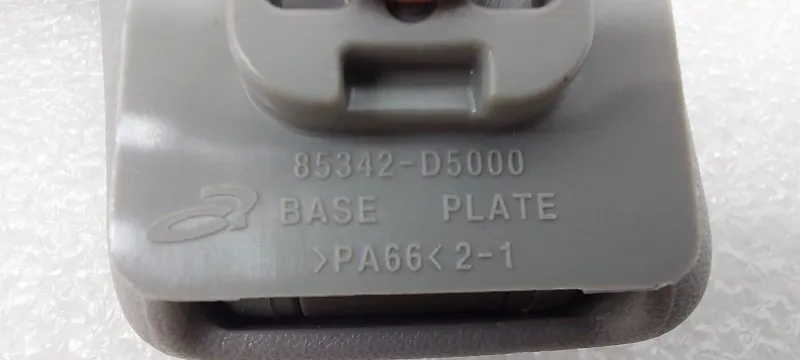 85342-D5000
BASE PLATE
>PA66< 2-1